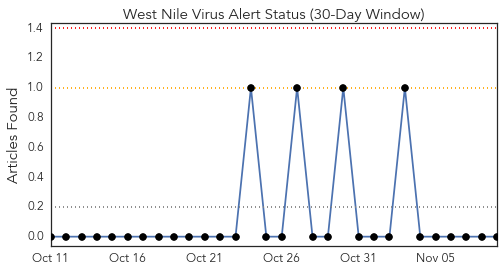 West Nile Virus Alert Status (30-Day Window)
Articles Found
1.4
1.2
1.0
0.8
0.6
0.4
0.2
0.0
Oct 11
Oct 16
Oct 21
Oct 26
Oct 31
Nov 05